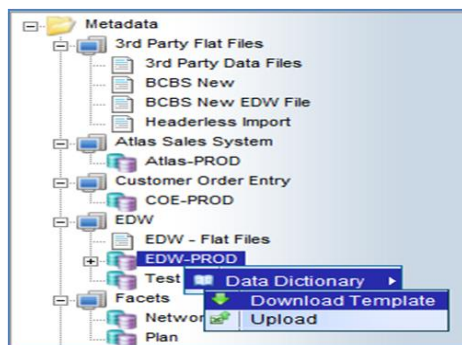 Metadata
3rd Party Flat Files
3rd Party Data Files
BCBS New
BCBS New EDW File
Headerless Import
Atlas Sales System
Atlas-PROD
Customer Order Entry
COE-PROD
EDW
EDW - Flat Files
EDW-PROD
Test
Data Dictionary
Facets
Download Template
Networ
Upload
Plan